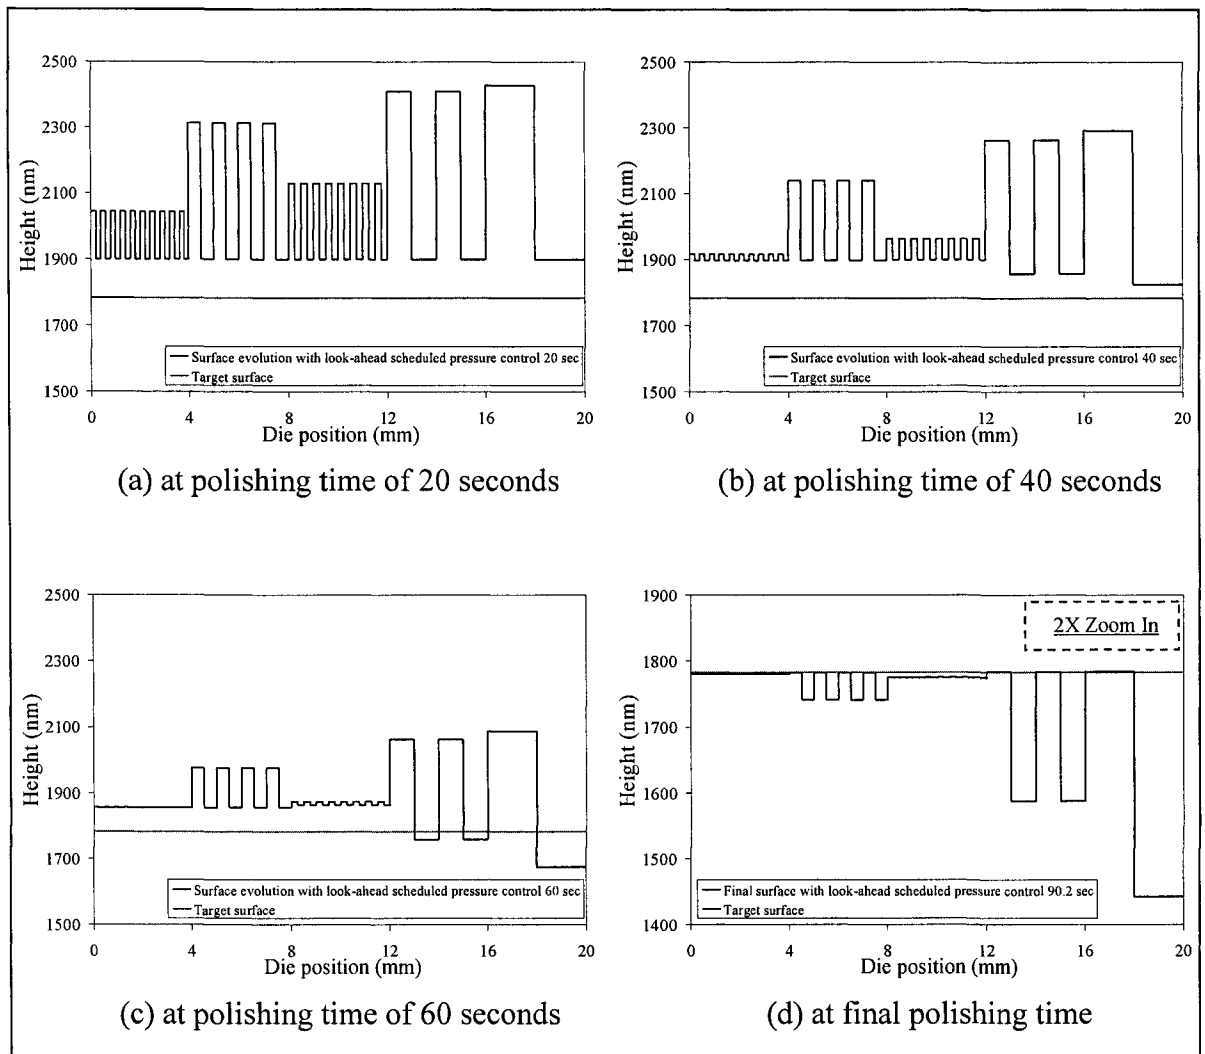 2500
2300
2100
1900
1700
1500
Height (nm)
Surface evolution with look-ahead scheduled pressure control 20 sec
Target surface
0 4 8 12 16 20
Die position (mm)
(a) at polishing time of 20 seconds
2500
2300
2100
1900
1700
1500
Height (nm)
Surface evolution with look-ahead scheduled pressure control 40 sec
Target surface
0 4 8 12 16 20
Die position (mm)
(b) at polishing time of 40 seconds
2500
2300
2100
1900
1700
1500
Height (nm)
Surface evolution with look-ahead scheduled pressure control 60 sec
Target surface
0 4 8 12 16 20
Die position (mm)
(c) at polishing time of 60 seconds
1900
1800
1700
1600
1500
1400
Height (nm)
2X Zoom In
Final surface with look-ahead scheduled pressure control 90.2 sec
Target surface
0 4 8 12 16 20
Die position (mm)
(d) at final polishing time